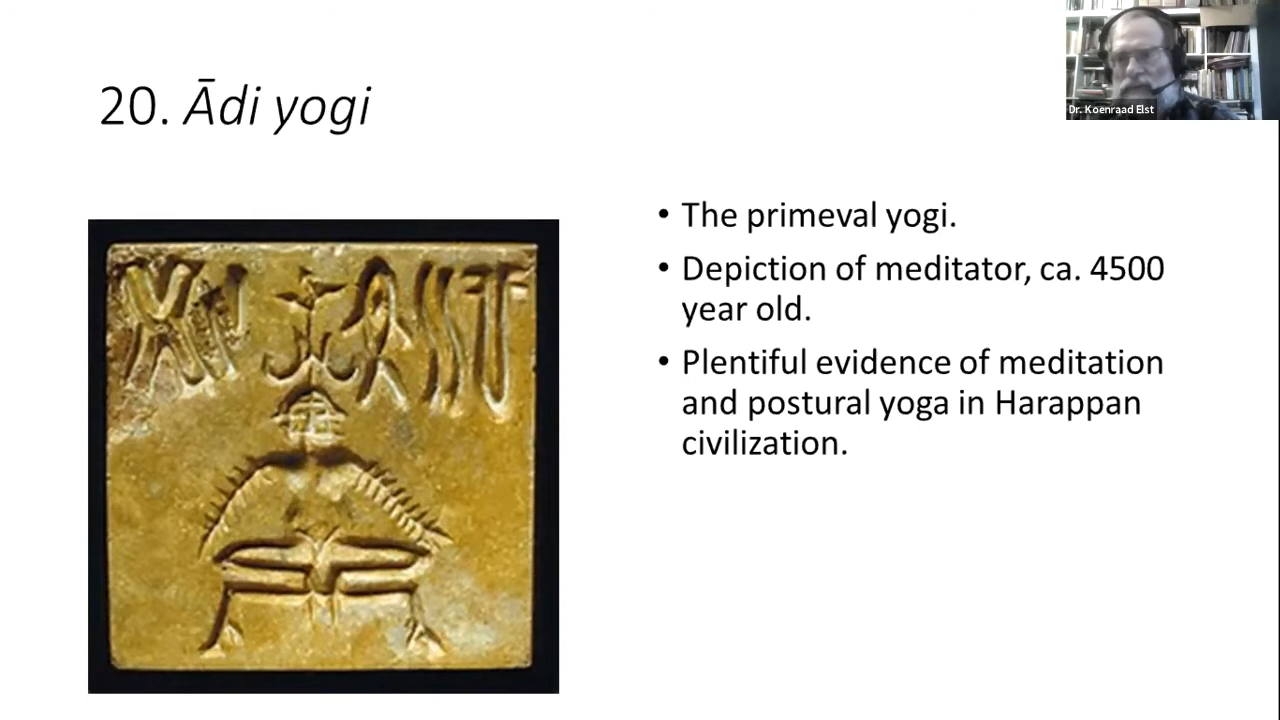 20. Ādi yogi
Dr. Koenraad Elst
• The primeval yogi.
• Depiction of meditator, ca. 4500
year old.
• Plentiful evidence of meditation
and postural yoga in Harappan
civilization.